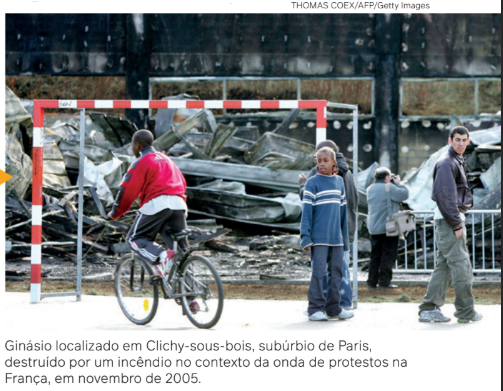 THOMAS COEX/AFP/Getty Images
Ginásio localizado em Clichy-sous-bois, subúrbio de Paris,
destruído por um incêndio no contexto da onda de protestos na
França, em novembro de 2005.